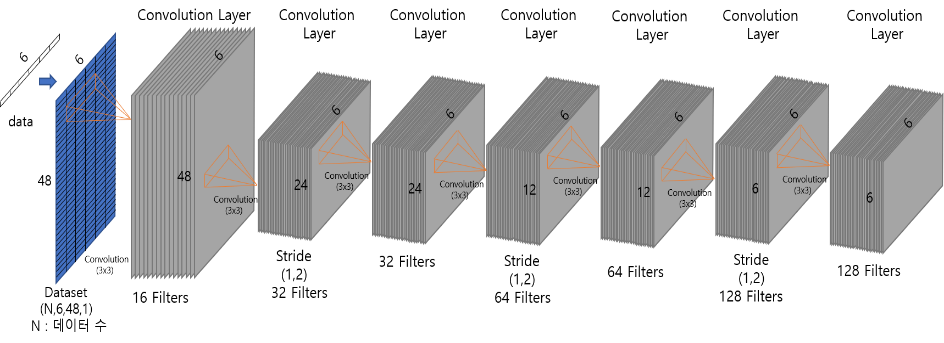 Convolution Layer
Convolution
Layer
Convolution
Layer
Convolution
Layer
Convolution
Layer
Convolution
Layer
Convolution
Layer
6
data
6
48
Convolution
(3x3)
Dataset
(N,6,48,1)
N : 데이터 수
6
48
Convolution
(3x3)
16 Filters
6
24
Convolution
(3x3)
Stride
(1,2)
32 Filters
6
24
Convolution
(3x3)
32 Filters
6
12
Convolution
(3x3)
Stride
(1,2)
64 Filters
6
12
Convolution
(3x3)
64 Filters
6
6
Convolution
(3x3)
Stride
(1,2)
128 Filters
6
6
128 Filters